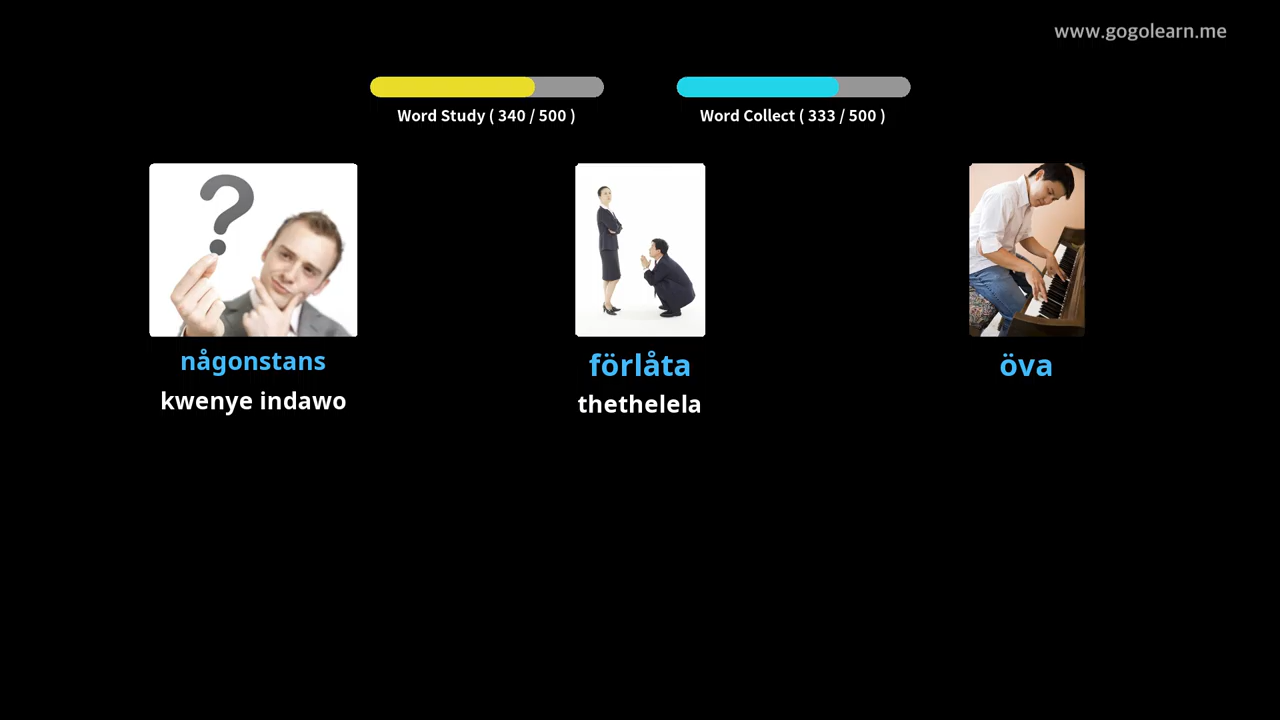 www.gogolearn.me
Word Study ( 340 / 500 )
Word Collect ( 333 / 500 )
någonstans
kwenye indawo
förlåta
thethelela
öva